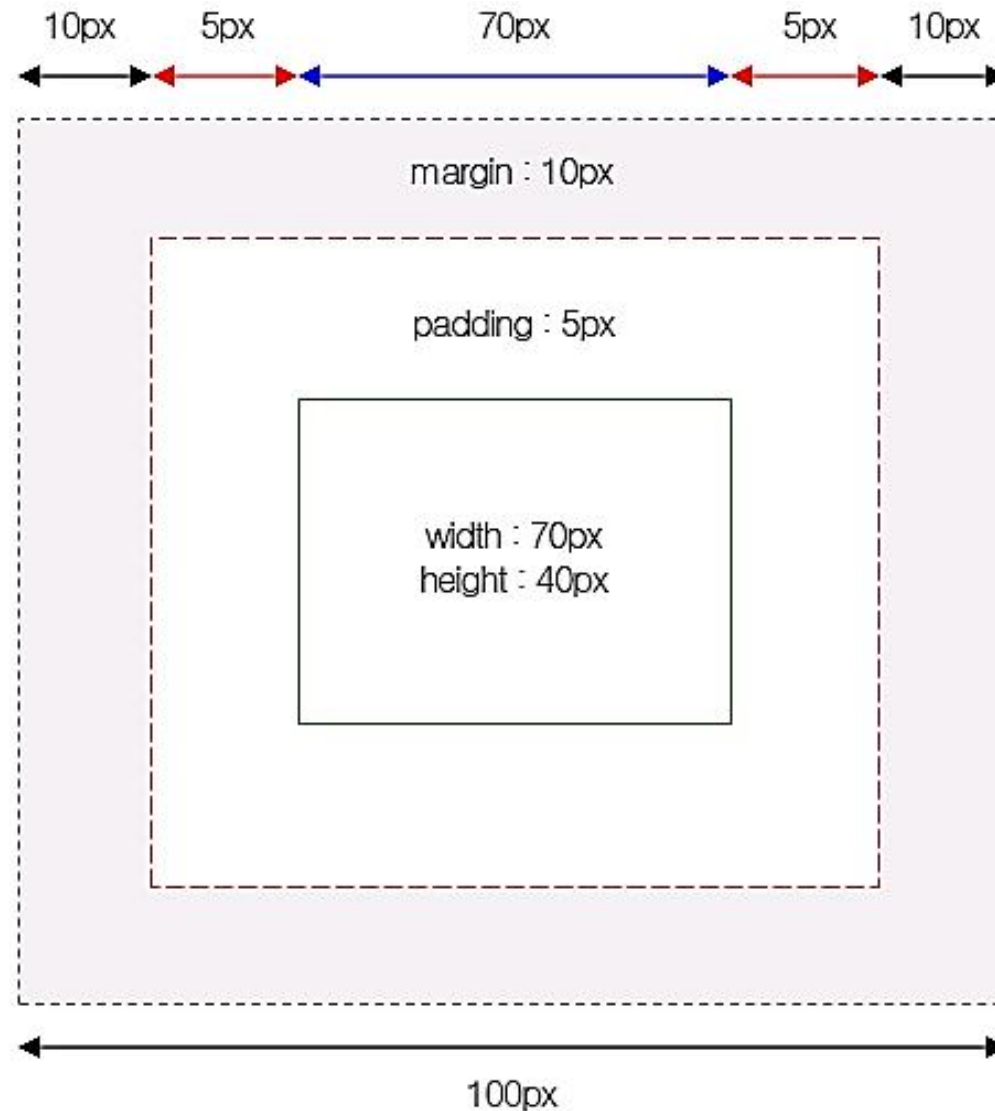 10px 5px 70px 5px 10px
margin : 10px
padding : 5px
width : 70px
height : 40px
100px